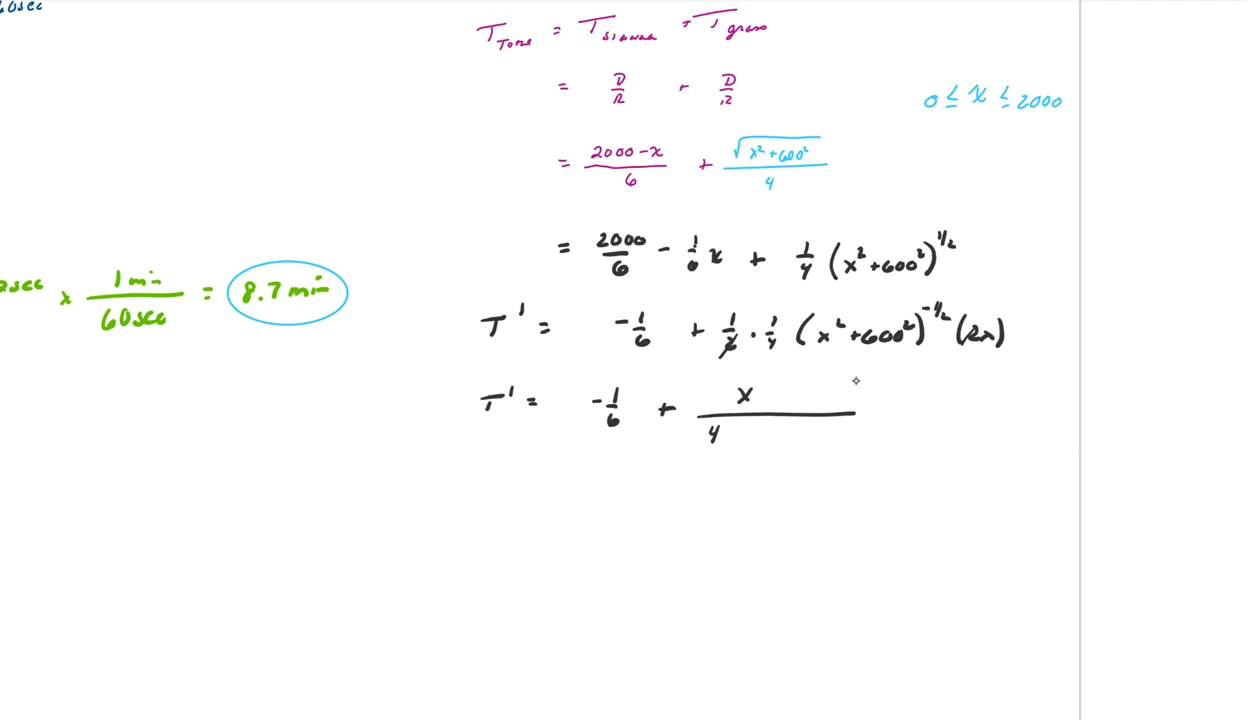 60sec
T_Total = T_sidewalk + T_grass
= D/R + D/R
0 ≤ x ≤ 2000
= (2000 - x)/6 + √(x² + 600²)/4
= 2000/6 - 1/6 x + 1/4 (x² + 600²)^(1/2)
sec x 1 min/60sec = 8.7 min
T' = -1/6 + 1/2 · 1/4 (x² + 600²)^(-1/2) (2x)
T' = -1/6 + x/4